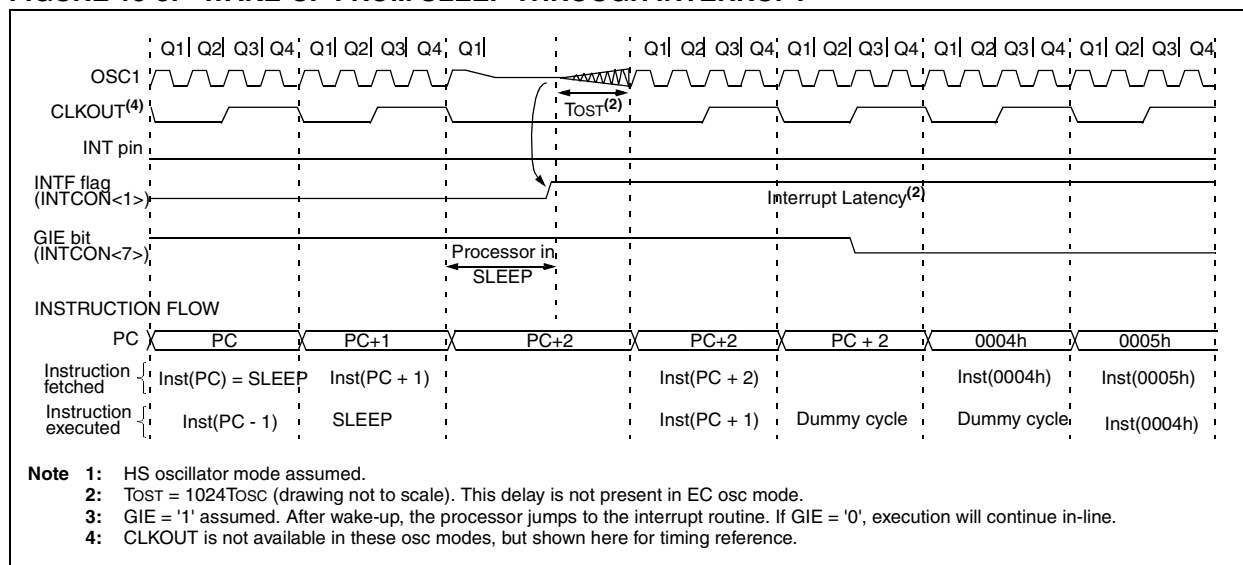 WAKE-UP FROM SLEEP THROUGH INTERRUPT
Q1 Q2 Q3 Q4 Q1 Q2 Q3 Q4 Q1 Q1 Q2 Q3 Q4 Q1 Q2 Q3 Q4 Q1 Q2 Q3 Q4 Q1 Q2 Q3 Q4
OSC1
CLKOUT(4) TOST(2)
INT pin
INTF flag
(INTCON<1>) Interrupt Latency(2)
GIE bit
(INTCON<7>) Processor in
SLEEP
INSTRUCTION FLOW
PC PC PC+1 PC+2 PC+2 PC + 2 0004h 0005h
Instruction
fetched Inst(PC) = SLEEP Inst(PC + 1) Inst(PC + 2) Inst(0004h) Inst(0005h)
Instruction
executed Inst(PC - 1) SLEEP Inst(PC + 1) Dummy cycle Dummy cycle Inst(0004h)
Note 1: HS oscillator mode assumed.
2: TOST = 1024TOSC (drawing not to scale). This delay is not present in EC osc mode.
3: GIE = '1' assumed. After wake-up, the processor jumps to the interrupt routine. If GIE = '0', execution will continue in-line.
4: CLKOUT is not available in these osc modes, but shown here for timing reference.